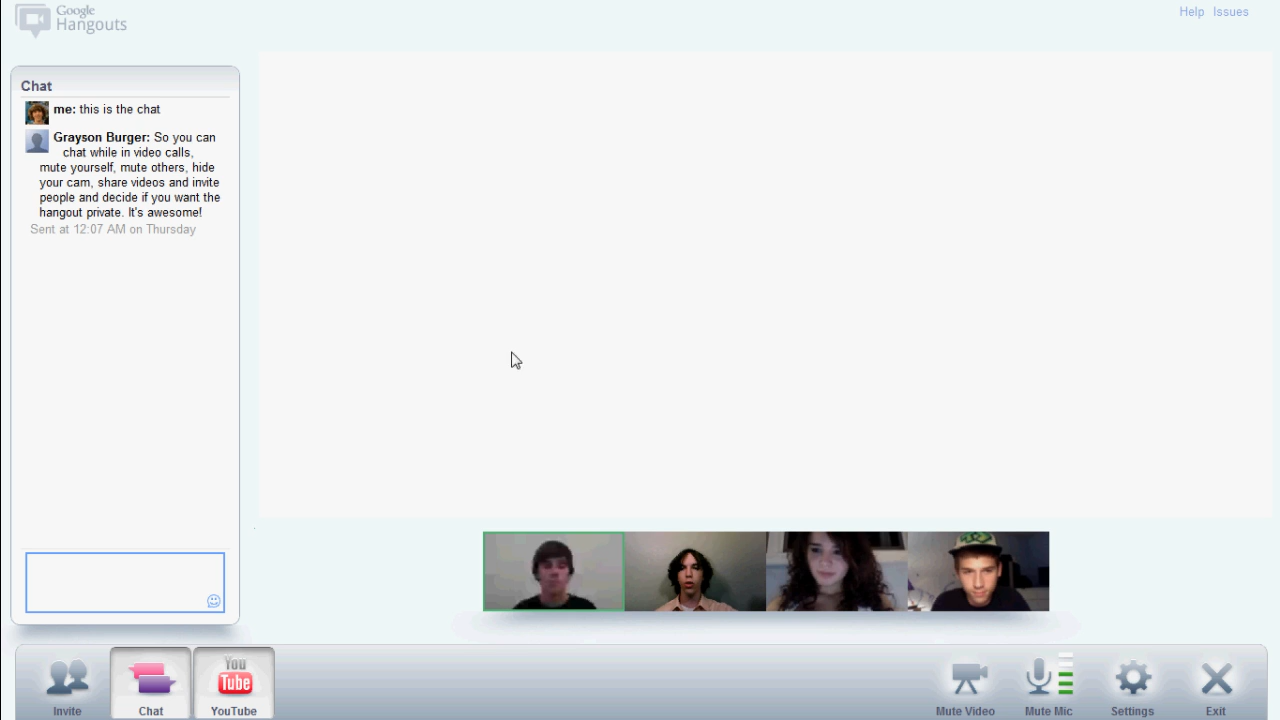 Google
Hangouts
Help Issues
Chat
me: this is the chat
Grayson Burger: So you can
chat while in video calls,
mute yourself, mute others, hide
your cam, share videos and invite
people and decide if you want the
hangout private. It's awesome!
Sent at 12:07 AM on Thursday
You
Tube
Invite
Chat
YouTube
Mute Video
Mute Mic
Settings
Exit